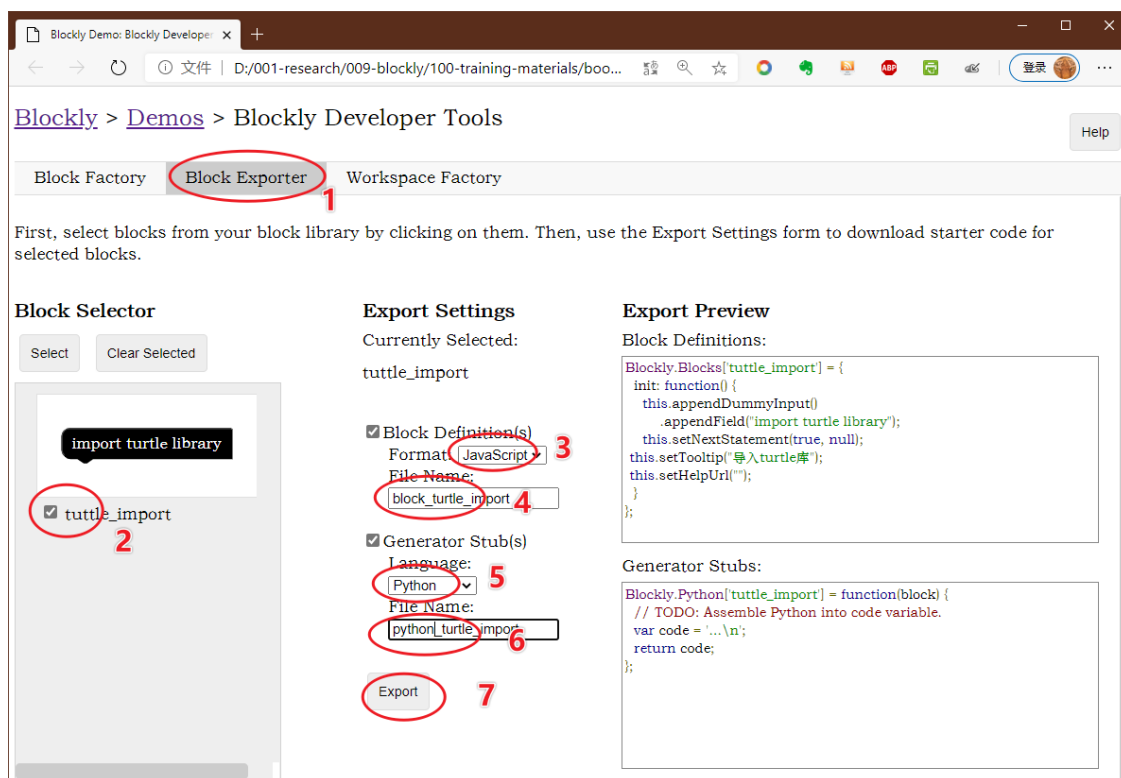 Blockly Demo: Blockly Developer
文件 D:/001-research/009-blockly/100-training-materials/boo...
ABP
登录
Blockly > Demos > Blockly Developer Tools
Help
Block Factory Block Exporter Workspace Factory
1
First, select blocks from your block library by clicking on them. Then, use the Export Settings form to download starter code for
selected blocks.
Block Selector
Select Clear Selected
import turtle library
tuttle_import
2
Export Settings
Currently Selected:
tuttle_import
Block Definition(s)
Format: JavaScript 3
File Name:
block_turtle_import 4
Generator Stub(s)
Language:
Python 5
File Name:
python_turtle_import 6
Export 7
Export Preview
Block Definitions:
Blockly.Blocks['tuttle_import'] = {
init: function() {
this.appendDummyInput()
.appendField("import turtle library");
this.setNextStatement(true, null);
this.setTooltip("导入turtle库");
this.setHelpUrl("");
}
};
Generator Stubs:
Blockly.Python['tuttle_import'] = function(block) {
// TODO: Assemble Python into code variable.
var code = '...\n';
return code;
};